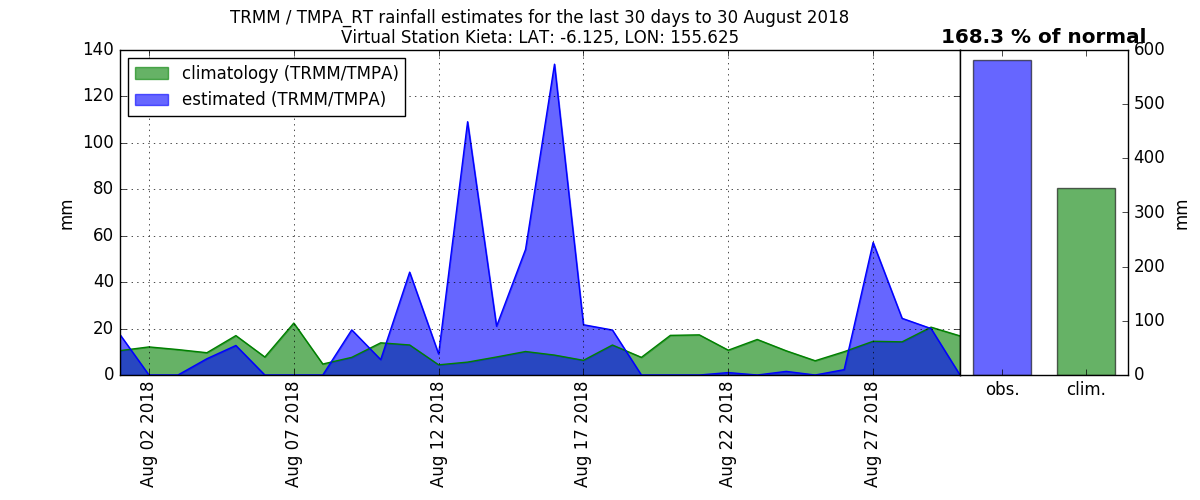 TRMM / TMPA_RT rainfall estimates for the last 30 days to 30 August 2018
Virtual Station Kieta: LAT: -6.125, LON: 155.625
168.3 % of normal
climatology (TRMM/TMPA)
estimated (TRMM/TMPA)
mm
140
120
100
80
60
40
20
0
Aug 02 2018
Aug 07 2018
Aug 12 2018
Aug 17 2018
Aug 22 2018
Aug 27 2018
600
500
400
300
200
100
0
mm
obs.
clim.